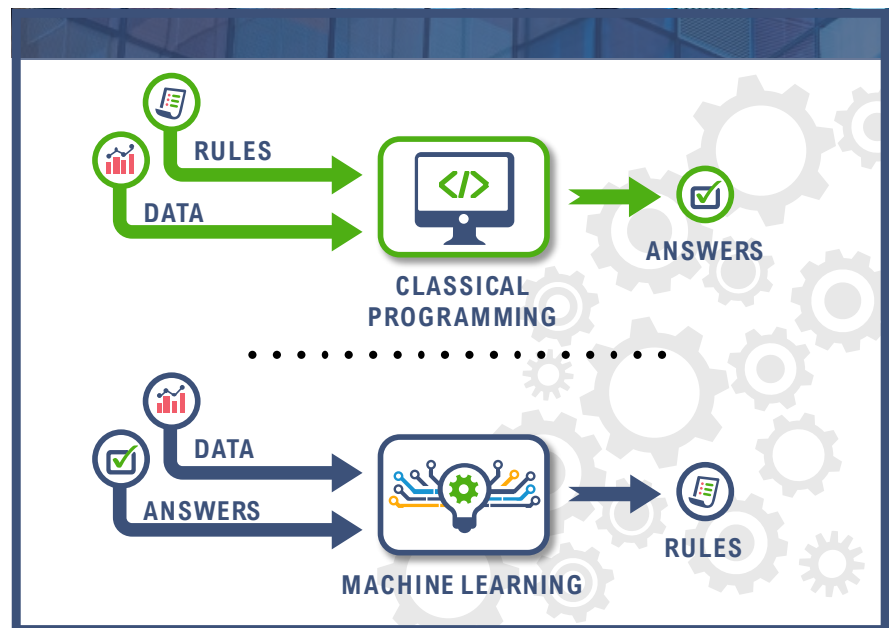 RULES
DATA
</>
ANSWERS
CLASSICAL
PROGRAMMING
DATA
ANSWERS
RULES
MACHINE LEARNING